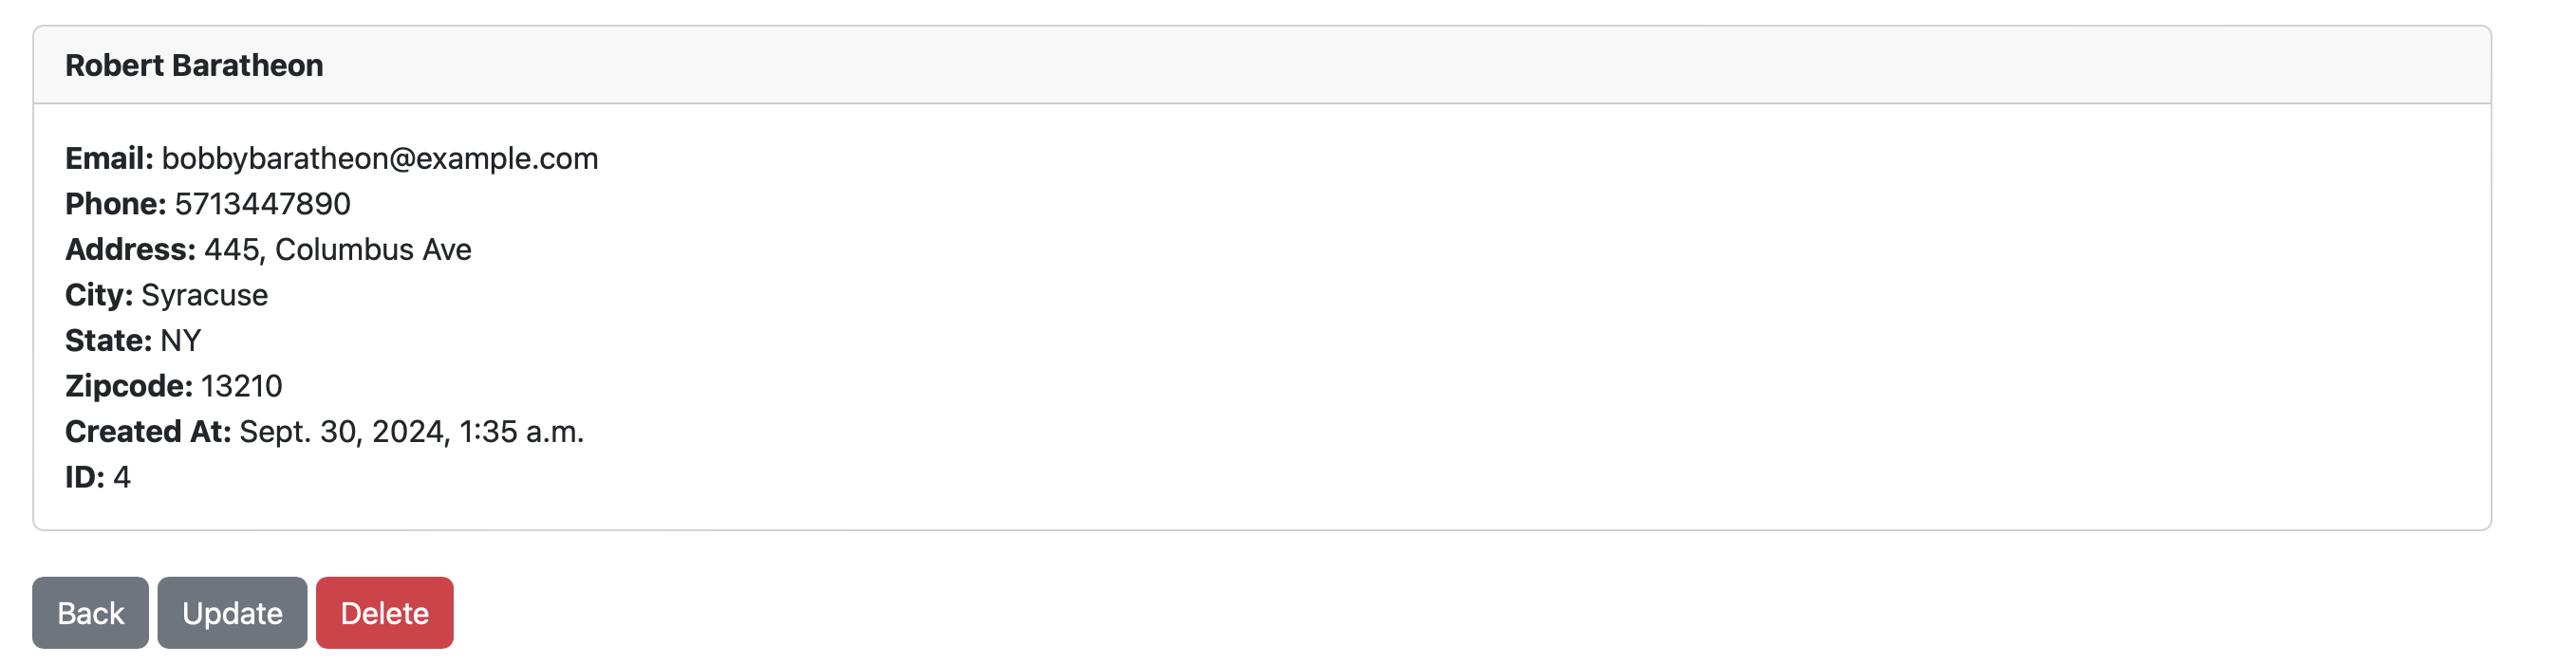 Robert Baratheon
Email: bobbybaratheon@example.com
Phone: 5713447890
Address: 445, Columbus Ave
City: Syracuse
State: NY
Zipcode: 13210
Created At: Sept. 30, 2024, 1:35 a.m.
ID: 4
Back Update Delete